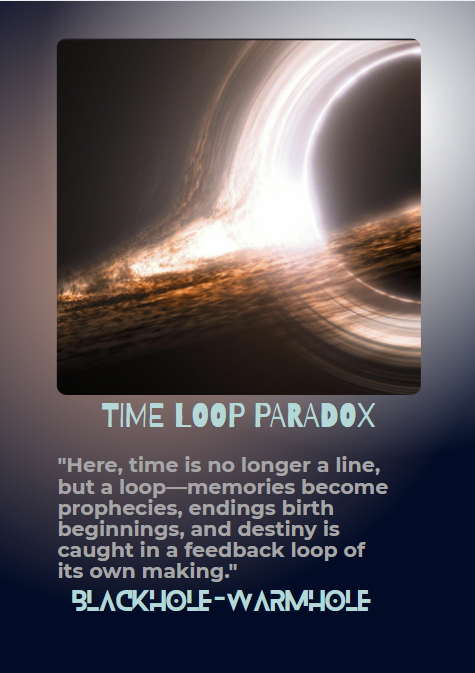 TIME LOOP PARADOX
"Here, time is no longer a line,
but a loop—memories become
prophecies, endings birth
beginnings, and destiny is
caught in a feedback loop of
its own making."
BLACKHOLE-WARMHOLE